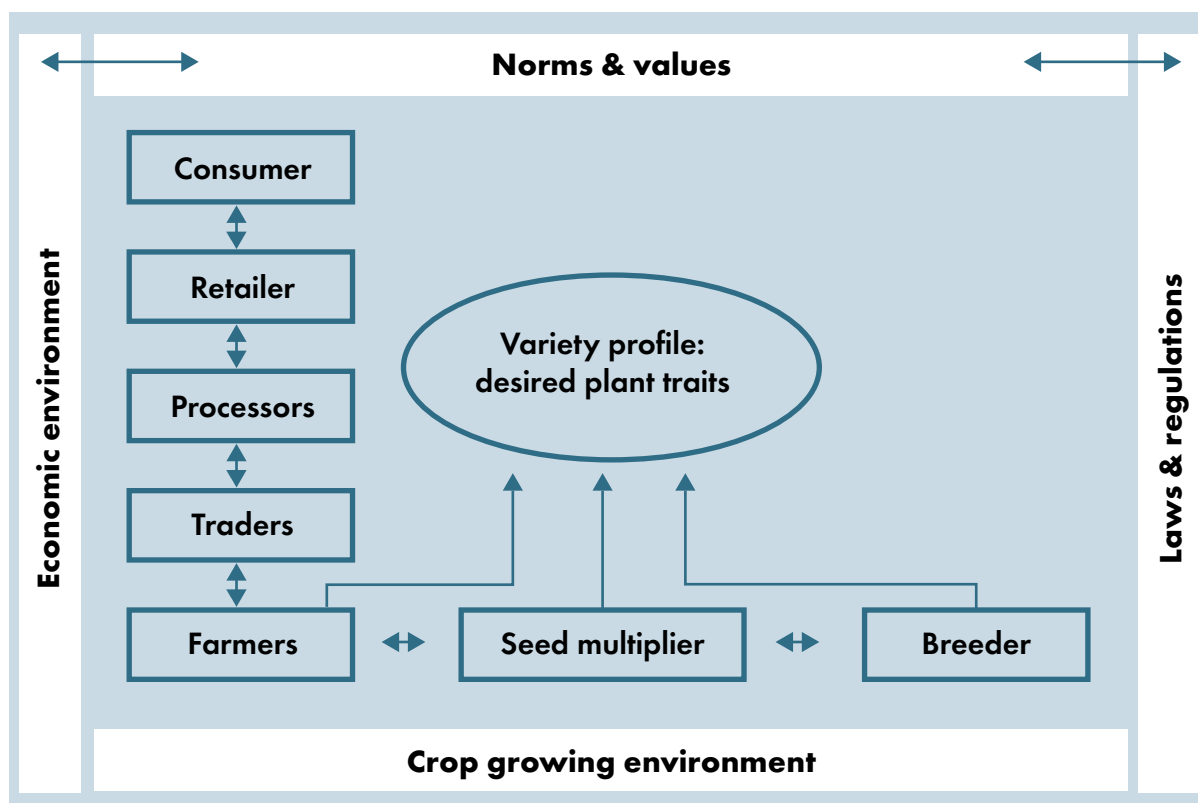 Norms & values
Economic environment
Consumer
Retailer
Variety profile:
desired plant traits
Processors
Traders
Farmers
Seed multiplier
Breeder
Laws & regulations
Crop growing environment